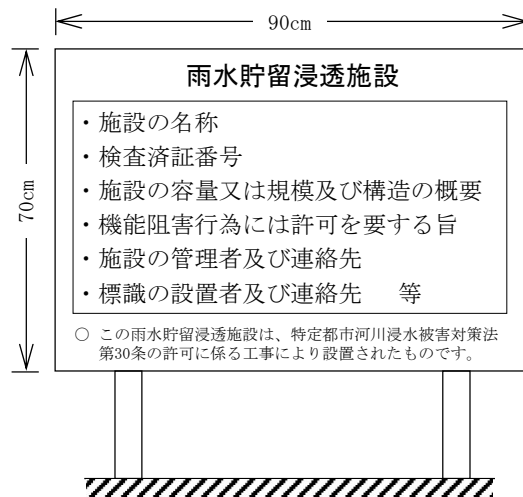 90cm
70cm
雨水貯留浸透施設
・施設の名称
・検査済証番号
・施設の容量又は規模及び構造の概要
・機能阻害行為には許可を要する旨
・施設の管理者及び連絡先
・標識の設置者及び連絡先　等
○ この雨水貯留浸透施設は、特定都市河川浸水被害対策法
第30条の許可に係る工事により設置されたものです。